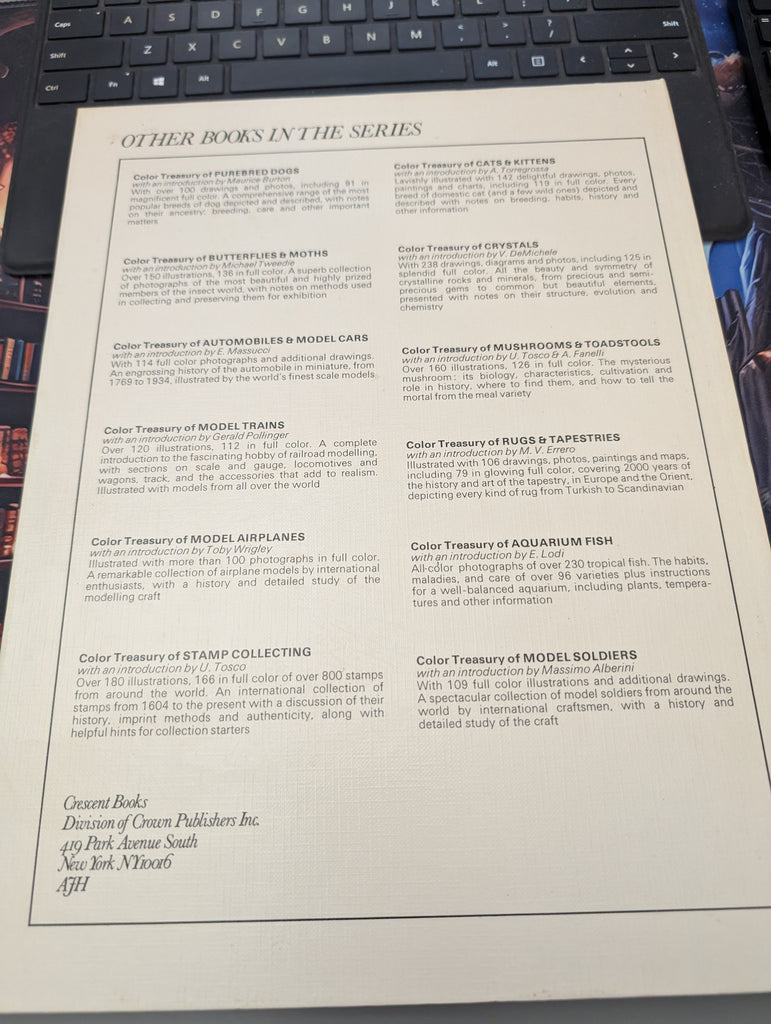 Caps A S D F G H J K L
Shift Z X C V B N M < , > . ? / Shift
Ctrl Fn Alt Alt < >
OTHER BOOKS IN THE SERIES
Color Treasury of PUREBRED DOGS
with an introduction by Maurice Burton
With over 100 drawings and photos, including 91 in
magnificent full color. A comprehensive range of the most
popular breeds of dog depicted and described, with notes
on their ancestry, breeding, care and other important
matters
Color Treasury of BUTTERFLIES & MOTHS
with an introduction by Michael Tweedie
Over 150 illustrations, 136 in full color. A superb collection
of photographs of the most beautiful and highly prized
members of the insect world, with notes on methods used
in collecting and preserving them for exhibition
Color Treasury of AUTOMOBILES & MODEL CARS
with an introduction by E. Massucci
With 114 full color photographs and additional drawings.
An engrossing history of the automobile in miniature, from
1769 to 1934, illustrated by the world's finest scale models
Color Treasury of MODEL TRAINS
with an introduction by Gerald Pollinger
Over 120 illustrations, 112 in full color. A complete
introduction to the fascinating hobby of railroad modelling,
with sections on scale and gauge, locomotives and
wagons, track, and the accessories that add to realism.
Illustrated with models from all over the world
Color Treasury of MODEL AIRPLANES
with an introduction by Toby Wrigley
Illustrated with more than 100 photographs in full color.
A remarkable collection of airplane models by international
enthusiasts, with a history and detailed study of the
modelling craft
Color Treasury of STAMP COLLECTING
with an introduction by U. Tosco
Over 180 illustrations, 166 in full color of over 800 stamps
from around the world. An international collection of
stamps from 1604 to the present with a discussion of their
history, imprint methods and authenticity, along with
helpful hints for collection starters
Color Treasury of CATS & KITTENS
with an introduction by A. Torregrossa
Lavishly illustrated with 142 delightful drawings, photos,
paintings and charts, including 119 in full color. Every
breed of domestic cat (and a few wild ones) depicted and
described with notes on breeding, habits, history and
other information
Color Treasury of CRYSTALS
with an introduction by V. DeMichele
With 238 drawings, diagrams and photos, including 125 in
splendid full color. All the beauty and symmetry of
crystalline rocks and minerals, from precious and semi-
precious gems to common but beautiful elements,
presented with notes on their structure, evolution and
chemistry
Color Treasury of MUSHROOMS & TOADSTOOLS
with an introduction by U. Tosco & A. Fanelli
Over 160 illustrations, 126 in full color. The mysterious
mushroom: its biology, characteristics, cultivation and
role in history, where to find them, and how to tell the
mortal from the meal variety
Color Treasury of RUGS & TAPESTRIES
with an introduction by M. V. Errero
Illustrated with 106 drawings, photos, paintings and maps,
including 79 in glowing full color, covering 2000 years of
the history and art of the tapestry, in Europe and the Orient,
depicting every kind of rug from Turkish to Scandinavian
Color Treasury of AQUARIUM FISH
with an introduction by E. Lodi
All-color photographs of over 230 tropical fish. The habits,
maladies, and care of over 96 varieties plus instructions
for a well-balanced aquarium, including plants, tempera-
tures and other information
Color Treasury of MODEL SOLDIERS
with an introduction by Massimo Alberini
With 109 full color illustrations and additional drawings.
A spectacular collection of model soldiers from around the
world by international craftsmen, with a history and
detailed study of the craft
Crescent Books
Division of Crown Publishers Inc.
419 Park Avenue South
New York NY10016
AJH